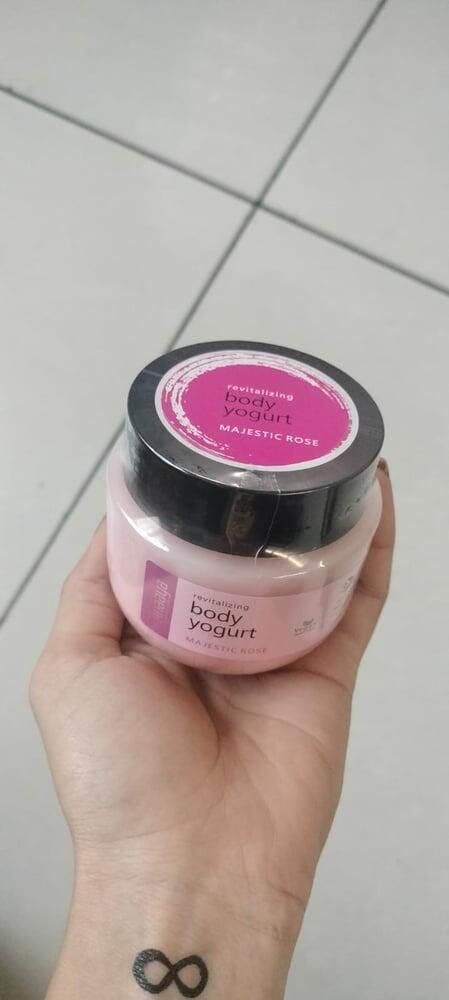 revitalizing
body
yogurt
MAJESTIC ROSE
revitalizing
body
yogurt
MAJESTIC ROSE